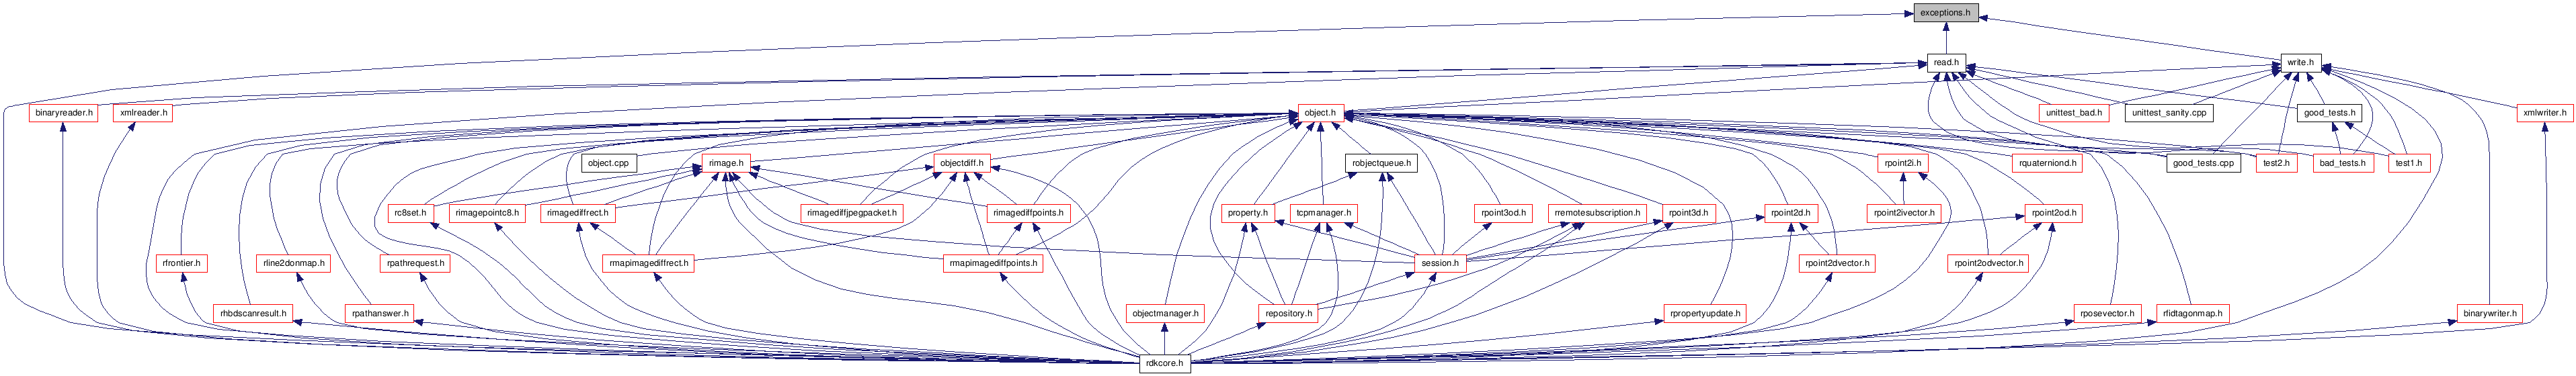 exceptions.h
read.h
write.h
binaryreader.h
xmlreader.h
object.h
unittest_bad.h
unittest_sanity.cpp
good_tests.h
xmlwriter.h
object.cpp
rimage.h
objectdiff.h
robjectqueue.h
rpoint2i.h
rquaterniond.h
good_tests.cpp
test2.h
bad_tests.h
test1.h
rc8set.h
rimagepointc8.h
rimagediffrect.h
rimagediffjpegpacket.h
rimagediffpoints.h
property.h
tcpmanager.h
rpoint3od.h
rremotesubscription.h
rpoint3d.h
rpoint2d.h
rpoint2ivector.h
rpoint2od.h
rfrontier.h
rline2donmap.h
rpathrequest.h
rmapimagediffrect.h
rmapimagediffpoints.h
session.h
rpoint2dvector.h
rpoint2odvector.h
rhbdscanresult.h
rpathanswer.h
objectmanager.h
repository.h
rpropertyupdate.h
rposevector.h
rfidtagonmap.h
binarywriter.h
rdkcore.h